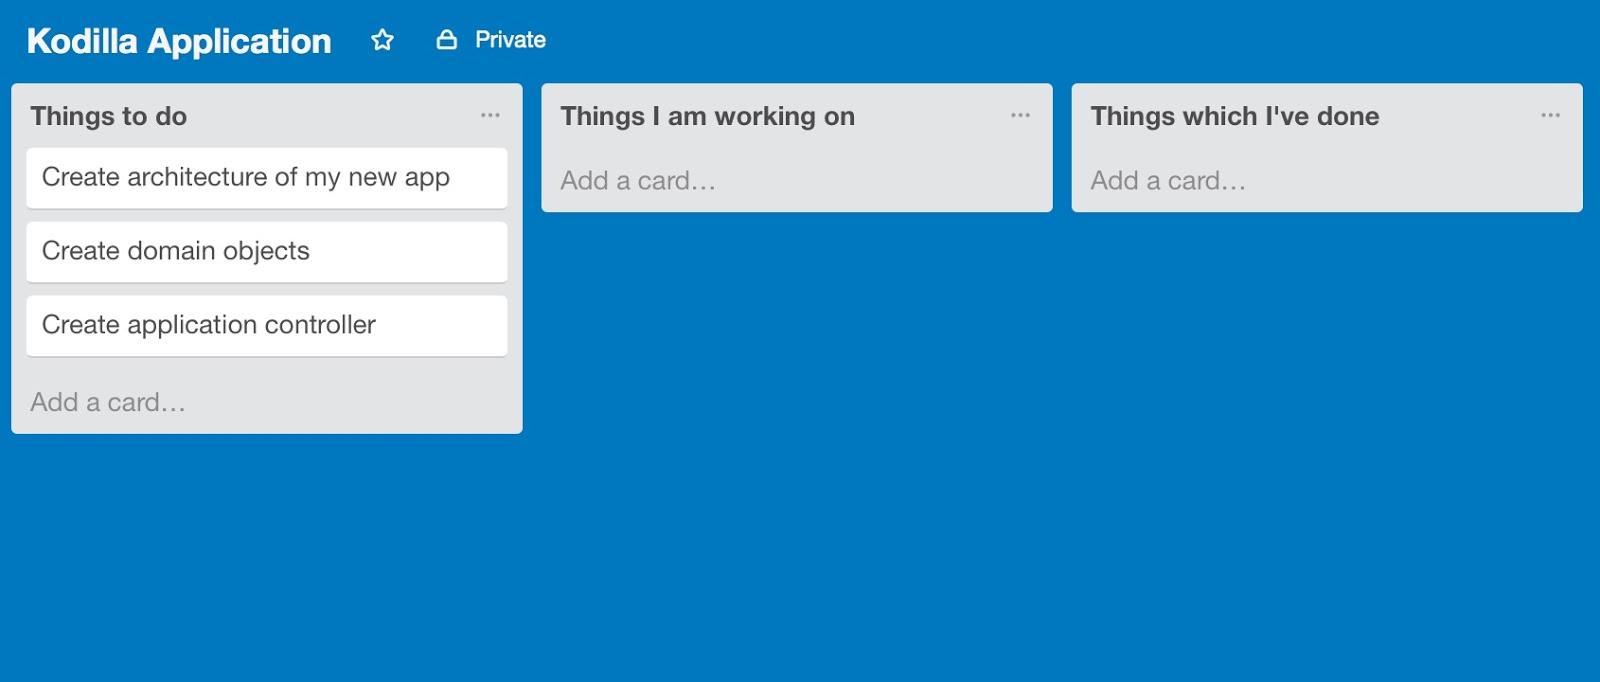 Kodilla Application
Private
Things to do
Create architecture of my new app
Create domain objects
Create application controller
Add a card…
Things I am working on
Add a card…
Things which I've done
Add a card…